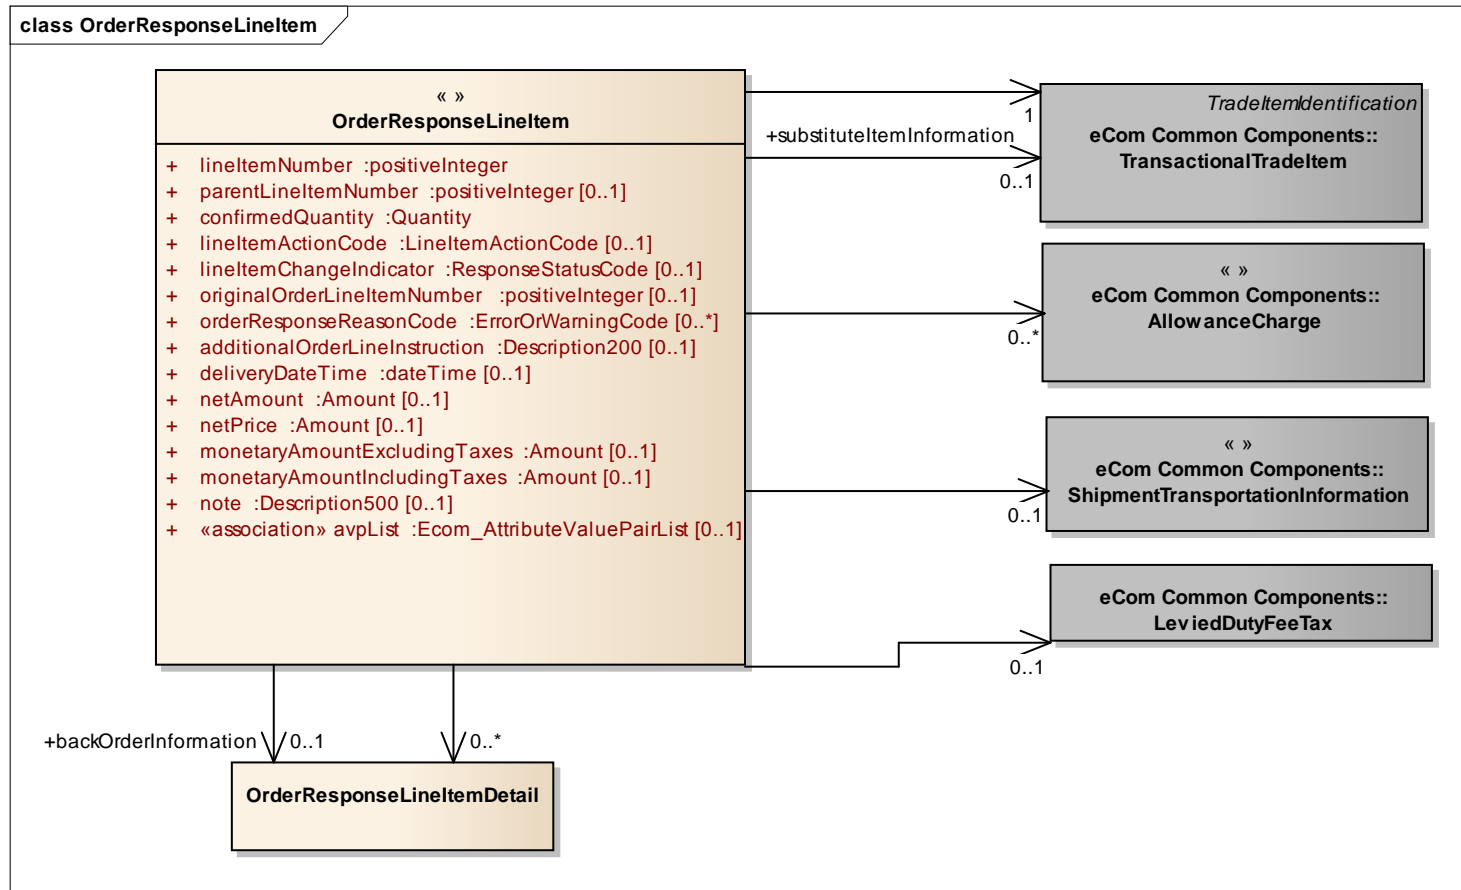 class OrderResponseLineItem
« »
OrderResponseLineItem
+ lineItemNumber :positiveInteger
+ parentLineItemNumber :positiveInteger [0..1]
+ confirmedQuantity :Quantity
+ lineItemActionCode :LineItemActionCode [0..1]
+ lineItemChangeIndicator :ResponseStatusCode [0..1]
+ originalOrderLineItemNumber :positiveInteger [0..1]
+ orderResponseReasonCode :ErrorOrWarningCode [0..*]
+ additionalOrderLineInstruction :Description200 [0..1]
+ deliveryDateTime :dateTime [0..1]
+ netAmount :Amount [0..1]
+ netPrice :Amount [0..1]
+ monetaryAmountExcludingTaxes :Amount [0..1]
+ monetaryAmountIncludingTaxes :Amount [0..1]
+ note :Description500 [0..1]
+ «association» avpList :Ecom_AttributeValuePairList [0..1]
1
+substituteItemInformation
0..1
TradeItemIdentification
eCom Common Components::
TransactionalTradeItem
0..*
« »
eCom Common Components::
AllowanceCharge
0..1
« »
eCom Common Components::
ShipmentTransportationInformation
0..1
eCom Common Components::
LeviedDutyFeeTax
+backOrderInformation
0..1
0..*
OrderResponseLineItemDetail